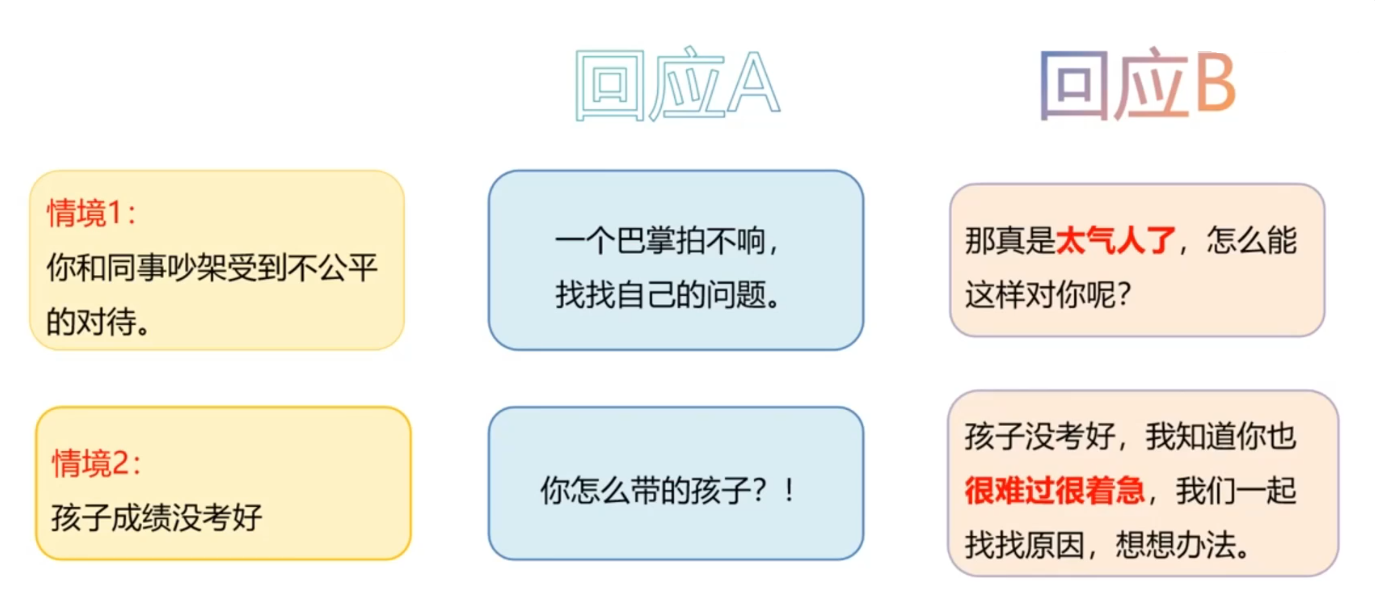 回应A
回应B
情境1：
你和同事吵架受到不公平
的对待。
一个巴掌拍不响，
找找自己的问题。
那真是太气人了，怎么能
这样对你呢？
情境2：
孩子成绩没考好
你怎么带的孩子？！
孩子没考好，我知道你也
很难过很着急，我们一起
找找原因，想想办法。